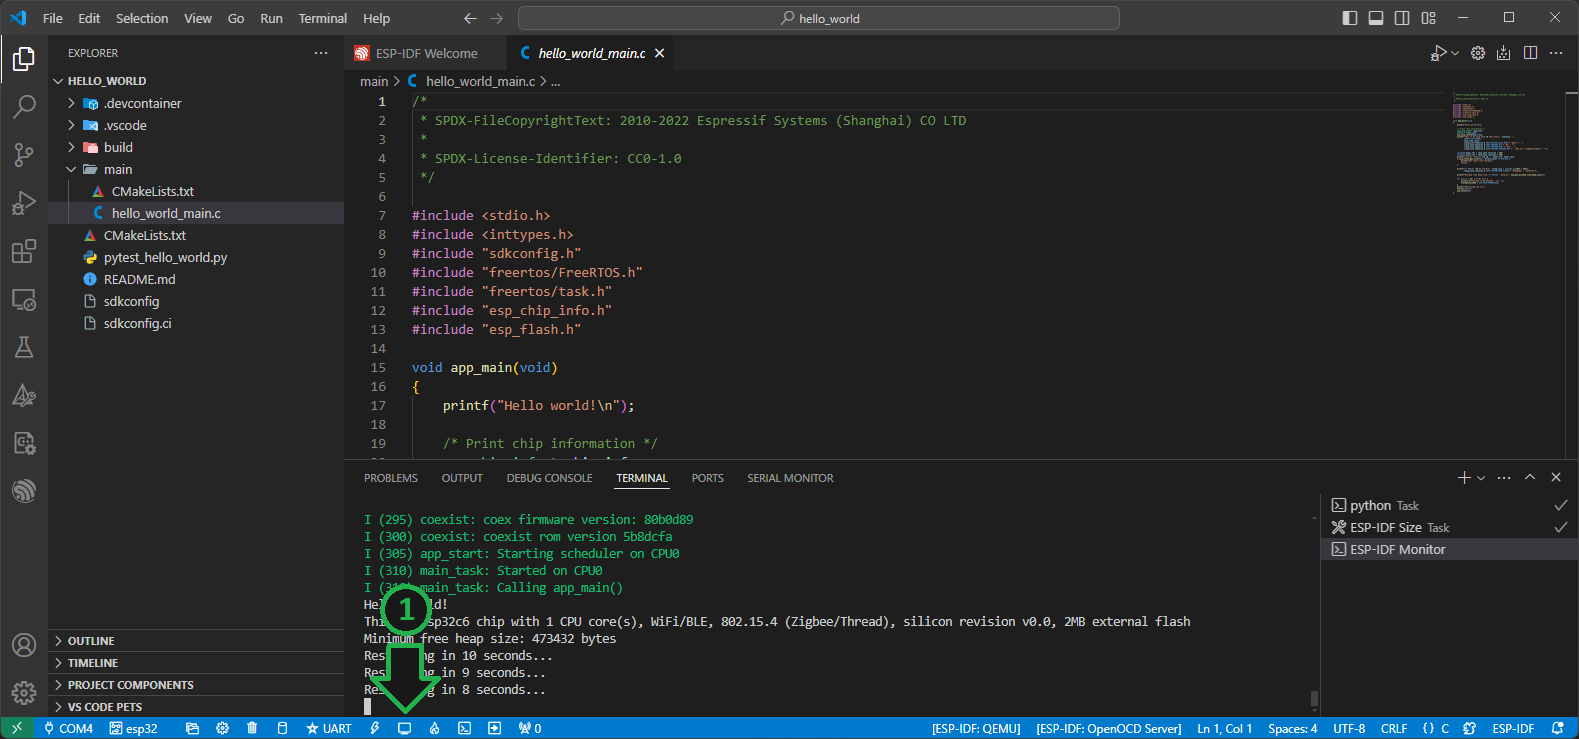 File Edit Selection View Go Run Terminal Help
hello_world
EXPLORER
HELLO_WORLD
.devcontainer
.vscode
build
main
CMakeLists.txt
hello_world_main.c
CMakeLists.txt
pytest_hello_world.py
README.md
sdkconfig
sdkconfig.ci
OUTLINE
TIMELINE
PROJECT COMPONENTS
VS CODE PETS
ESP-IDF Welcome
hello_world_main.c
main > hello_world_main.c > ...
1 /*
2 * SPDX-FileCopyrightText: 2010-2022 Espressif Systems (Shanghai) CO LTD
3 *
4 * SPDX-License-Identifier: CC0-1.0
5 */
6
7 #include <stdio.h>
8 #include <inttypes.h>
9 #include "sdkconfig.h"
10 #include "freertos/FreeRTOS.h"
11 #include "freertos/task.h"
12 #include "esp_chip_info.h"
13 #include "esp_flash.h"
14
15 void app_main(void)
16 {
17 printf("Hello world!\n");
18
19 /* Print chip information */
PROBLEMS OUTPUT DEBUG CONSOLE TERMINAL PORTS SERIAL MONITOR
I (295) coexist: coex firmware version: 80b0d89
I (300) coexist: coexist rom version 5b8dcfa
I (305) app_start: Starting scheduler on CPU0
I (310) main_task: Started on CPU0
I (31 main_task: Calling app_main()
Hel ld!
Thi sp32c6 chip with 1 CPU core(s), WiFi/BLE, 802.15.4 (Zigbee/Thread), silicon revision v0.0, 2MB external flash
Minimum free heap size: 473432 bytes
Res ng in 10 seconds...
Res ng in 9 seconds...
Res ng in 8 seconds...
1
python Task
ESP-IDF Size Task
ESP-IDF Monitor
COM4 esp32 UART 0 [ESP-IDF: QEMU] [ESP-IDF: OpenOCD Server] Ln 1, Col 1 Spaces: 4 UTF-8 CRLF {} C ESP-IDF